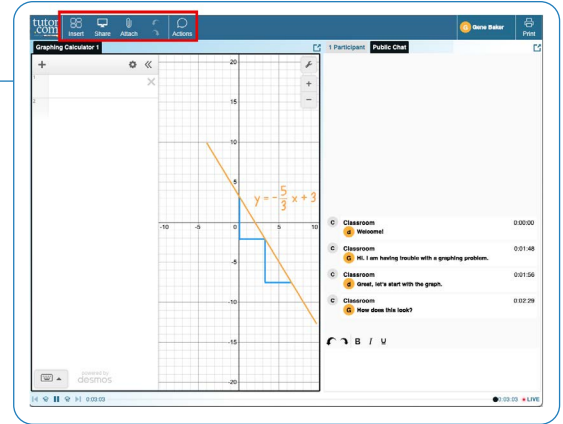 tutor
.com
Insert Share Attach Actions
Gene Baker
Print
Graphing Calculator 1
1 Participant Public Chat
1
2
20
15
10
5
-10 -5 0 5 10
-5
-10
-15
-20
y = -5/3 x + 3
powered by
desmos
C Classroom 0:00:00
d Welcome!
C Classroom 0:01:48
G Hi. I am having trouble with a graphing problem.
C Classroom 0:01:56
d Great, let's start with the graph.
C Classroom 0:02:29
G How does this look?
B I U
0:03:03
0:03:03 LIVE